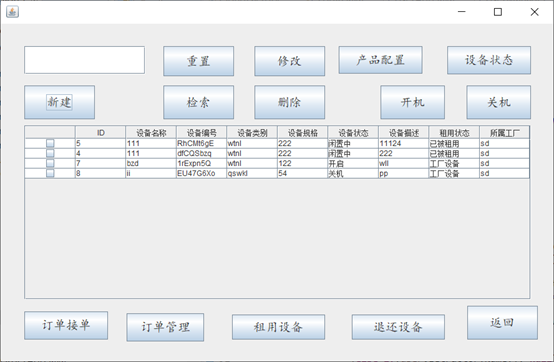 重置 修改 产品配置 设备状态
新建 检索 删除 开机 关机
ID 设备名称 设备编号 设备类别 设备规格 设备状态 设备描述 租用状态 所属工厂
5 111 RhCMt6gE wtnl 222 闲置中 11124 已被租用 sd
4 111 dfCQSbzq wtnl 222 闲置中 222 已被租用 sd
7 bzd 1rExpn5Q wtnl 122 开启 wll 工厂设备 sd
8 ii EU47G6Xo qswkl 54 关机 pp 工厂设备 sd
订单接单 订单管理 租用设备 退还设备 返回